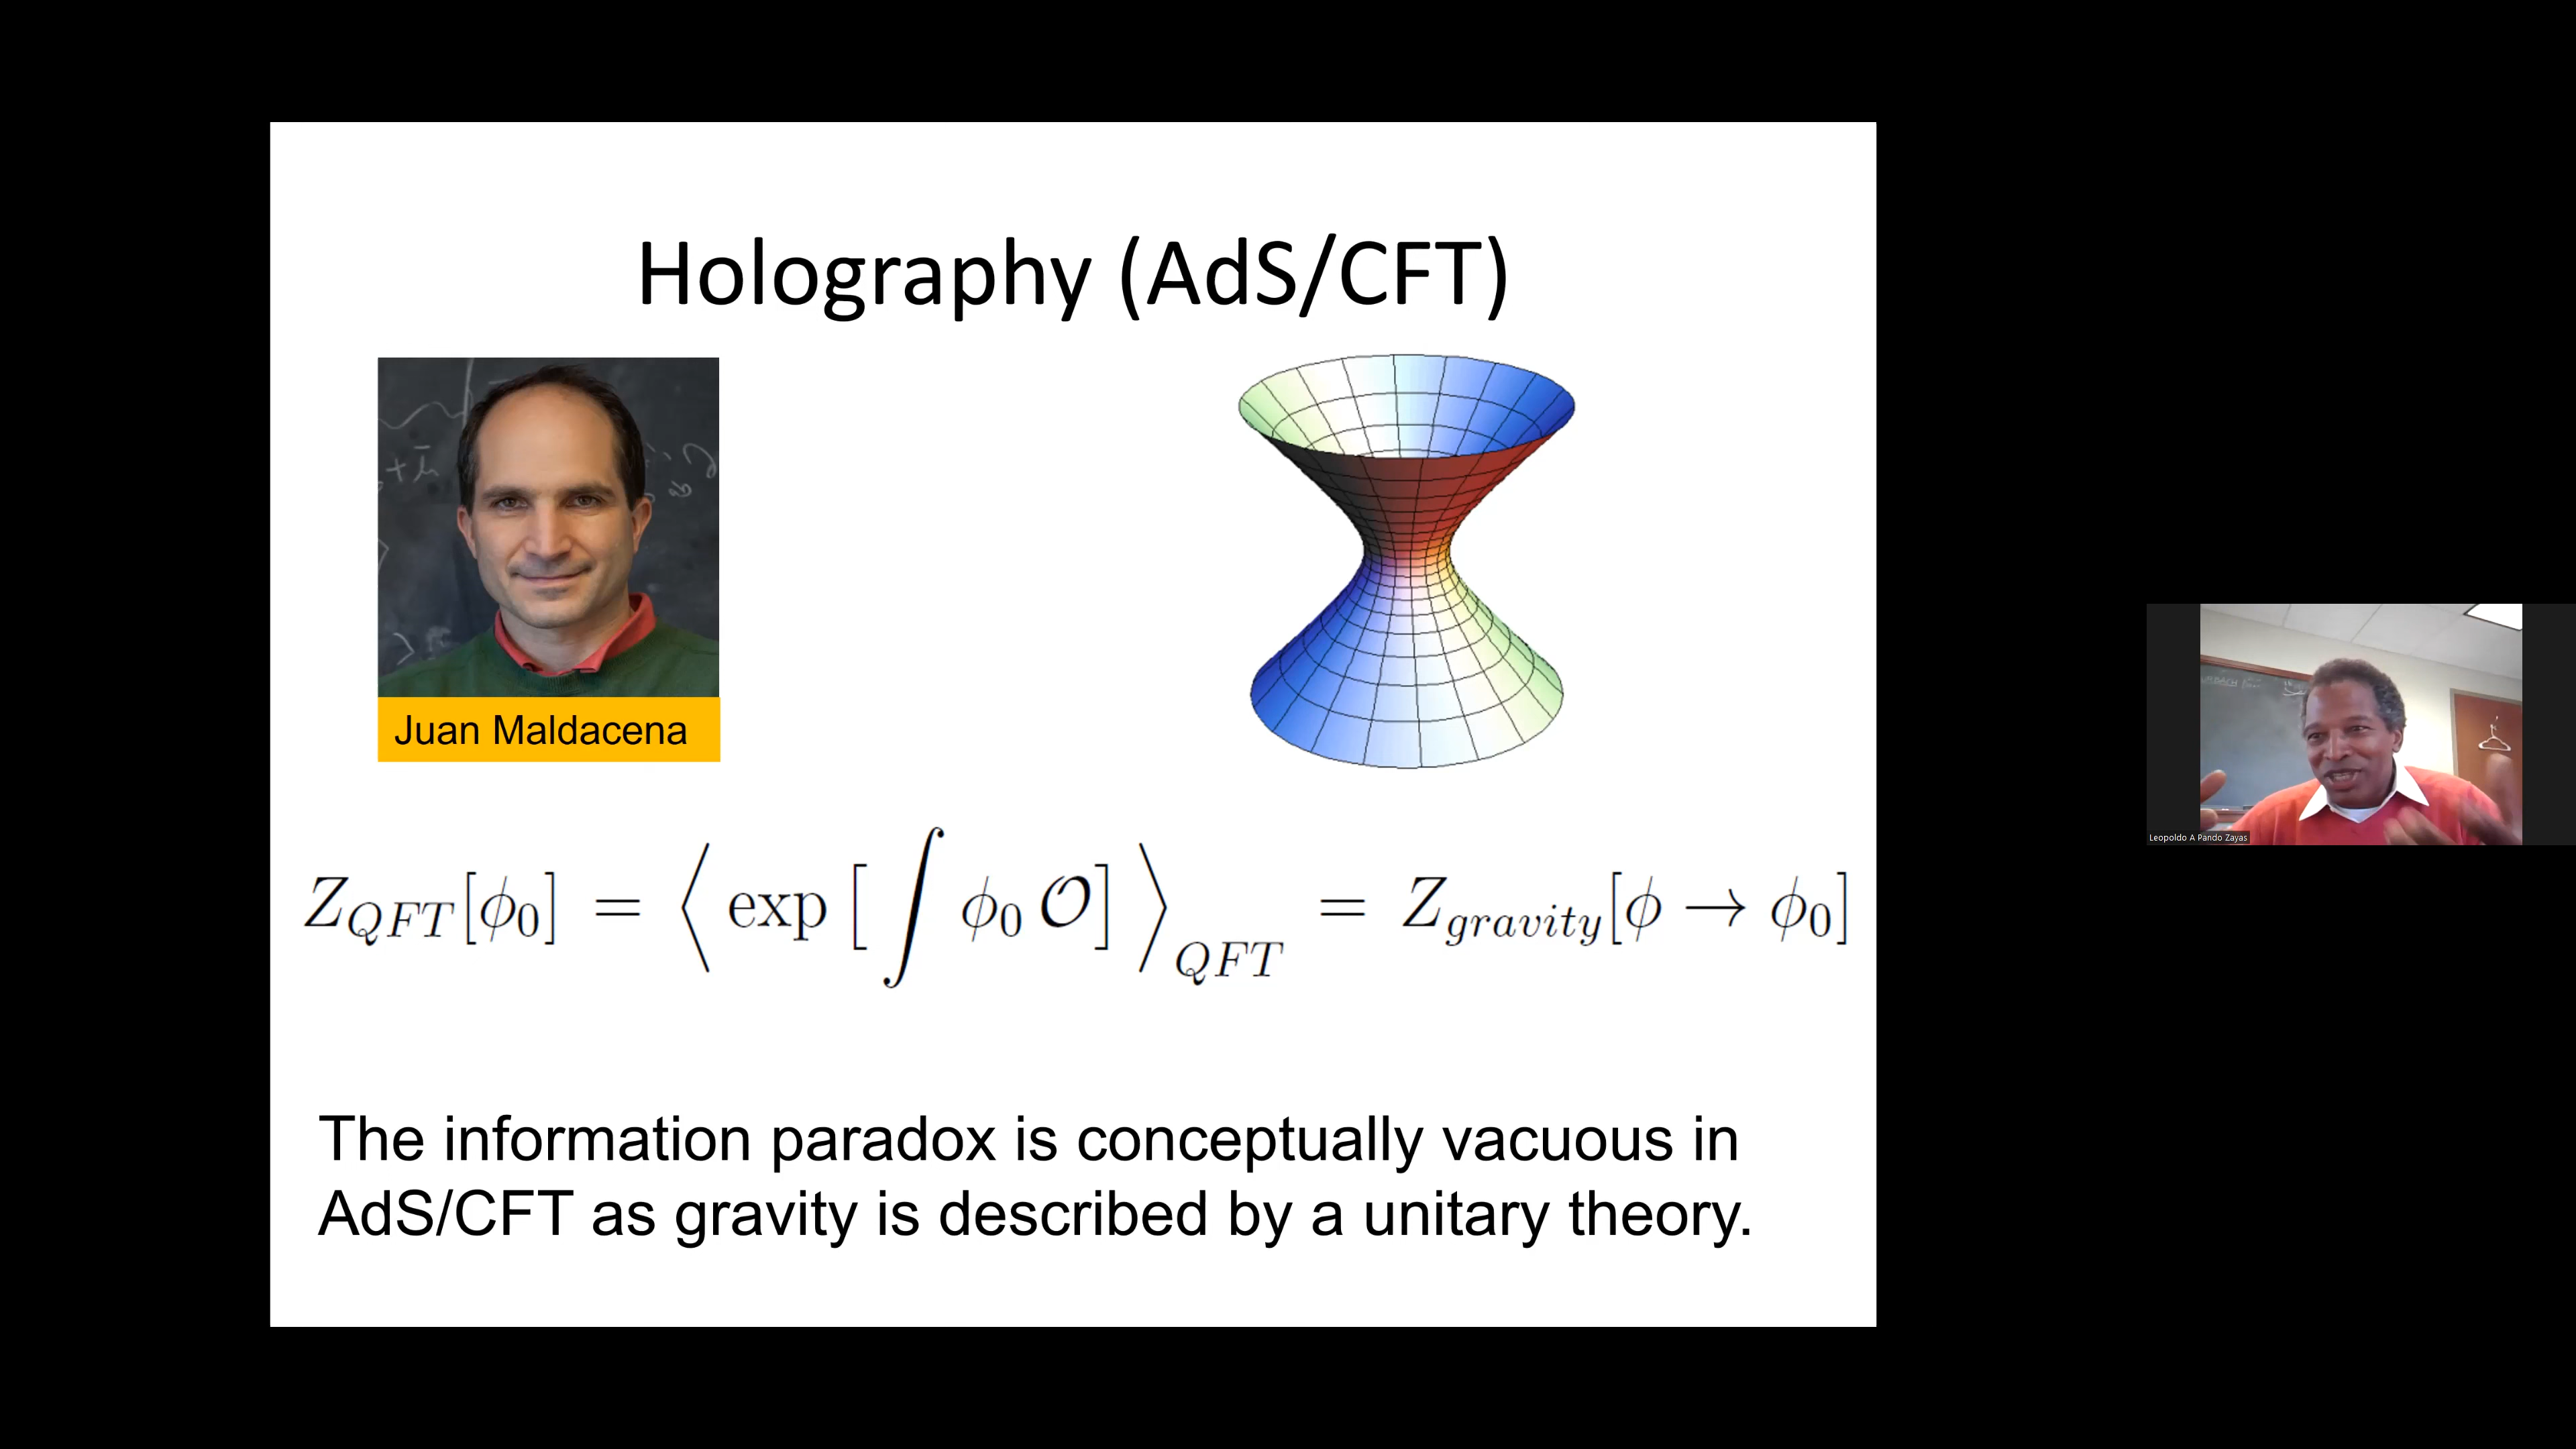 Holography (AdS/CFT)
Juan Maldacena
Z_{QFT}[ϕ_0] = ⟨ exp [ ∫ ϕ_0 𝒪 ] ⟩_{QFT} = Z_{gravity}[ϕ → ϕ_0]
The information paradox is conceptually vacuous in
AdS/CFT as gravity is described by a unitary theory.
Leopoldo A Pando Zayas